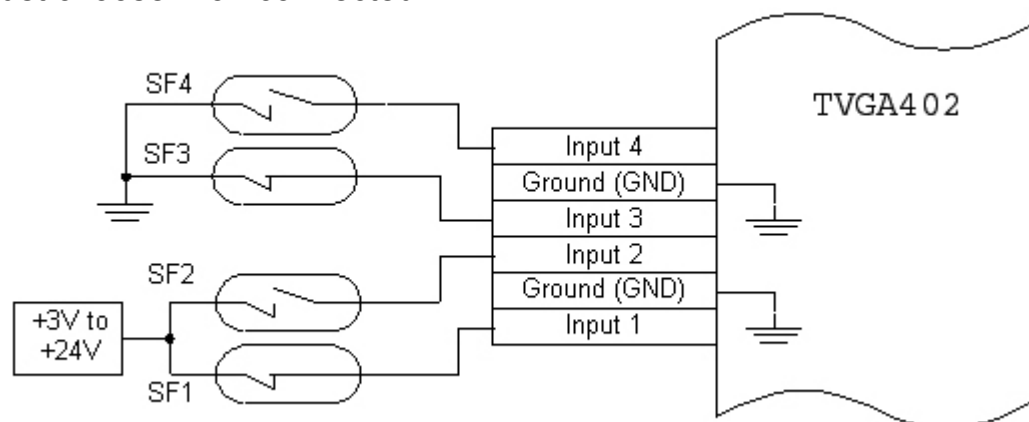 SF4
SF3
SF2
SF1
+3V to
+24V
Input 4
Ground (GND)
Input 3
Input 2
Ground (GND)
Input 1
TVGA402